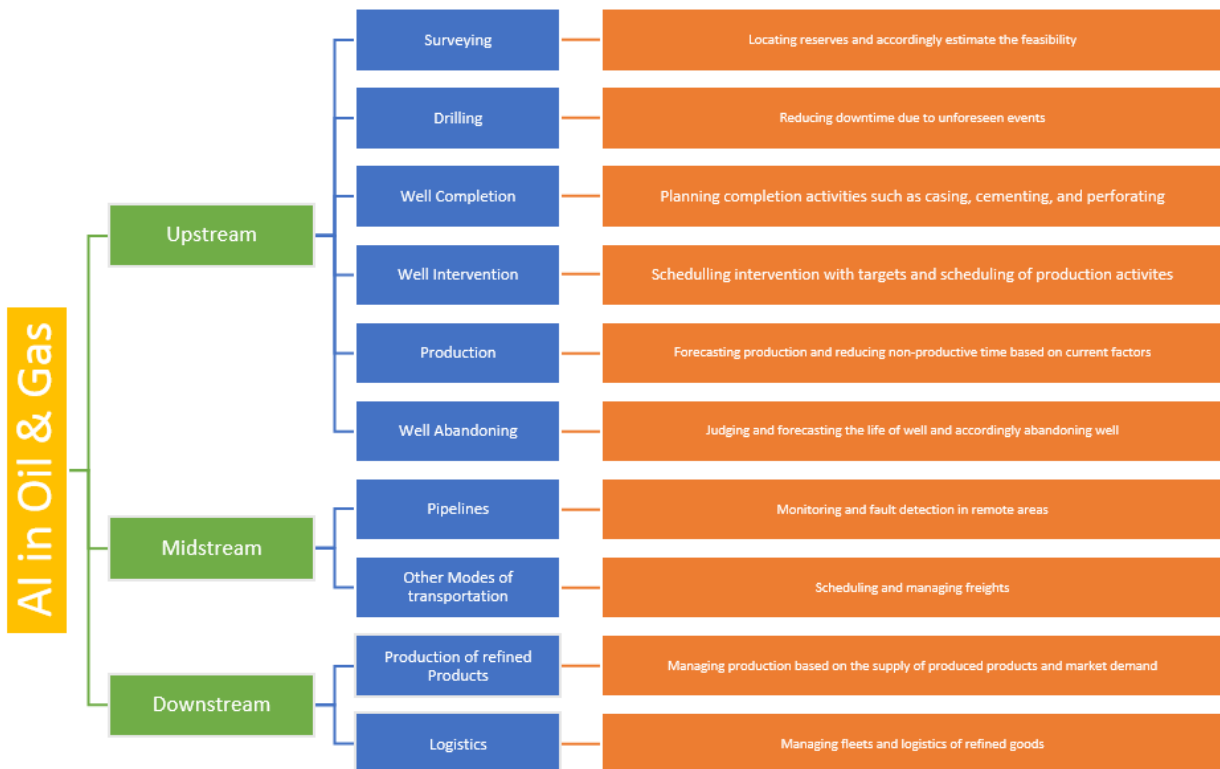 AI in Oil & Gas
Upstream
Surveying
Locating reserves and accordingly estimate the feasibility
Drilling
Reducing downtime due to unforeseen events
Well Completion
Planning completion activities such as casing, cementing, and perforating
Well Intervention
Schedulling intervention with targets and scheduling of production activites
Production
Forecasting production and reducing non-productive time based on current factors
Well Abandoning
Judging and forecasting the life of well and accordingly abandoning well
Midstream
Pipelines
Monitoring and fault detection in remote areas
Other Modes of
transportation
Scheduling and managing freights
Downstream
Production of refined
Products
Managing production based on the supply of produced products and market demand
Logistics
Managing fleets and logistics of refined goods